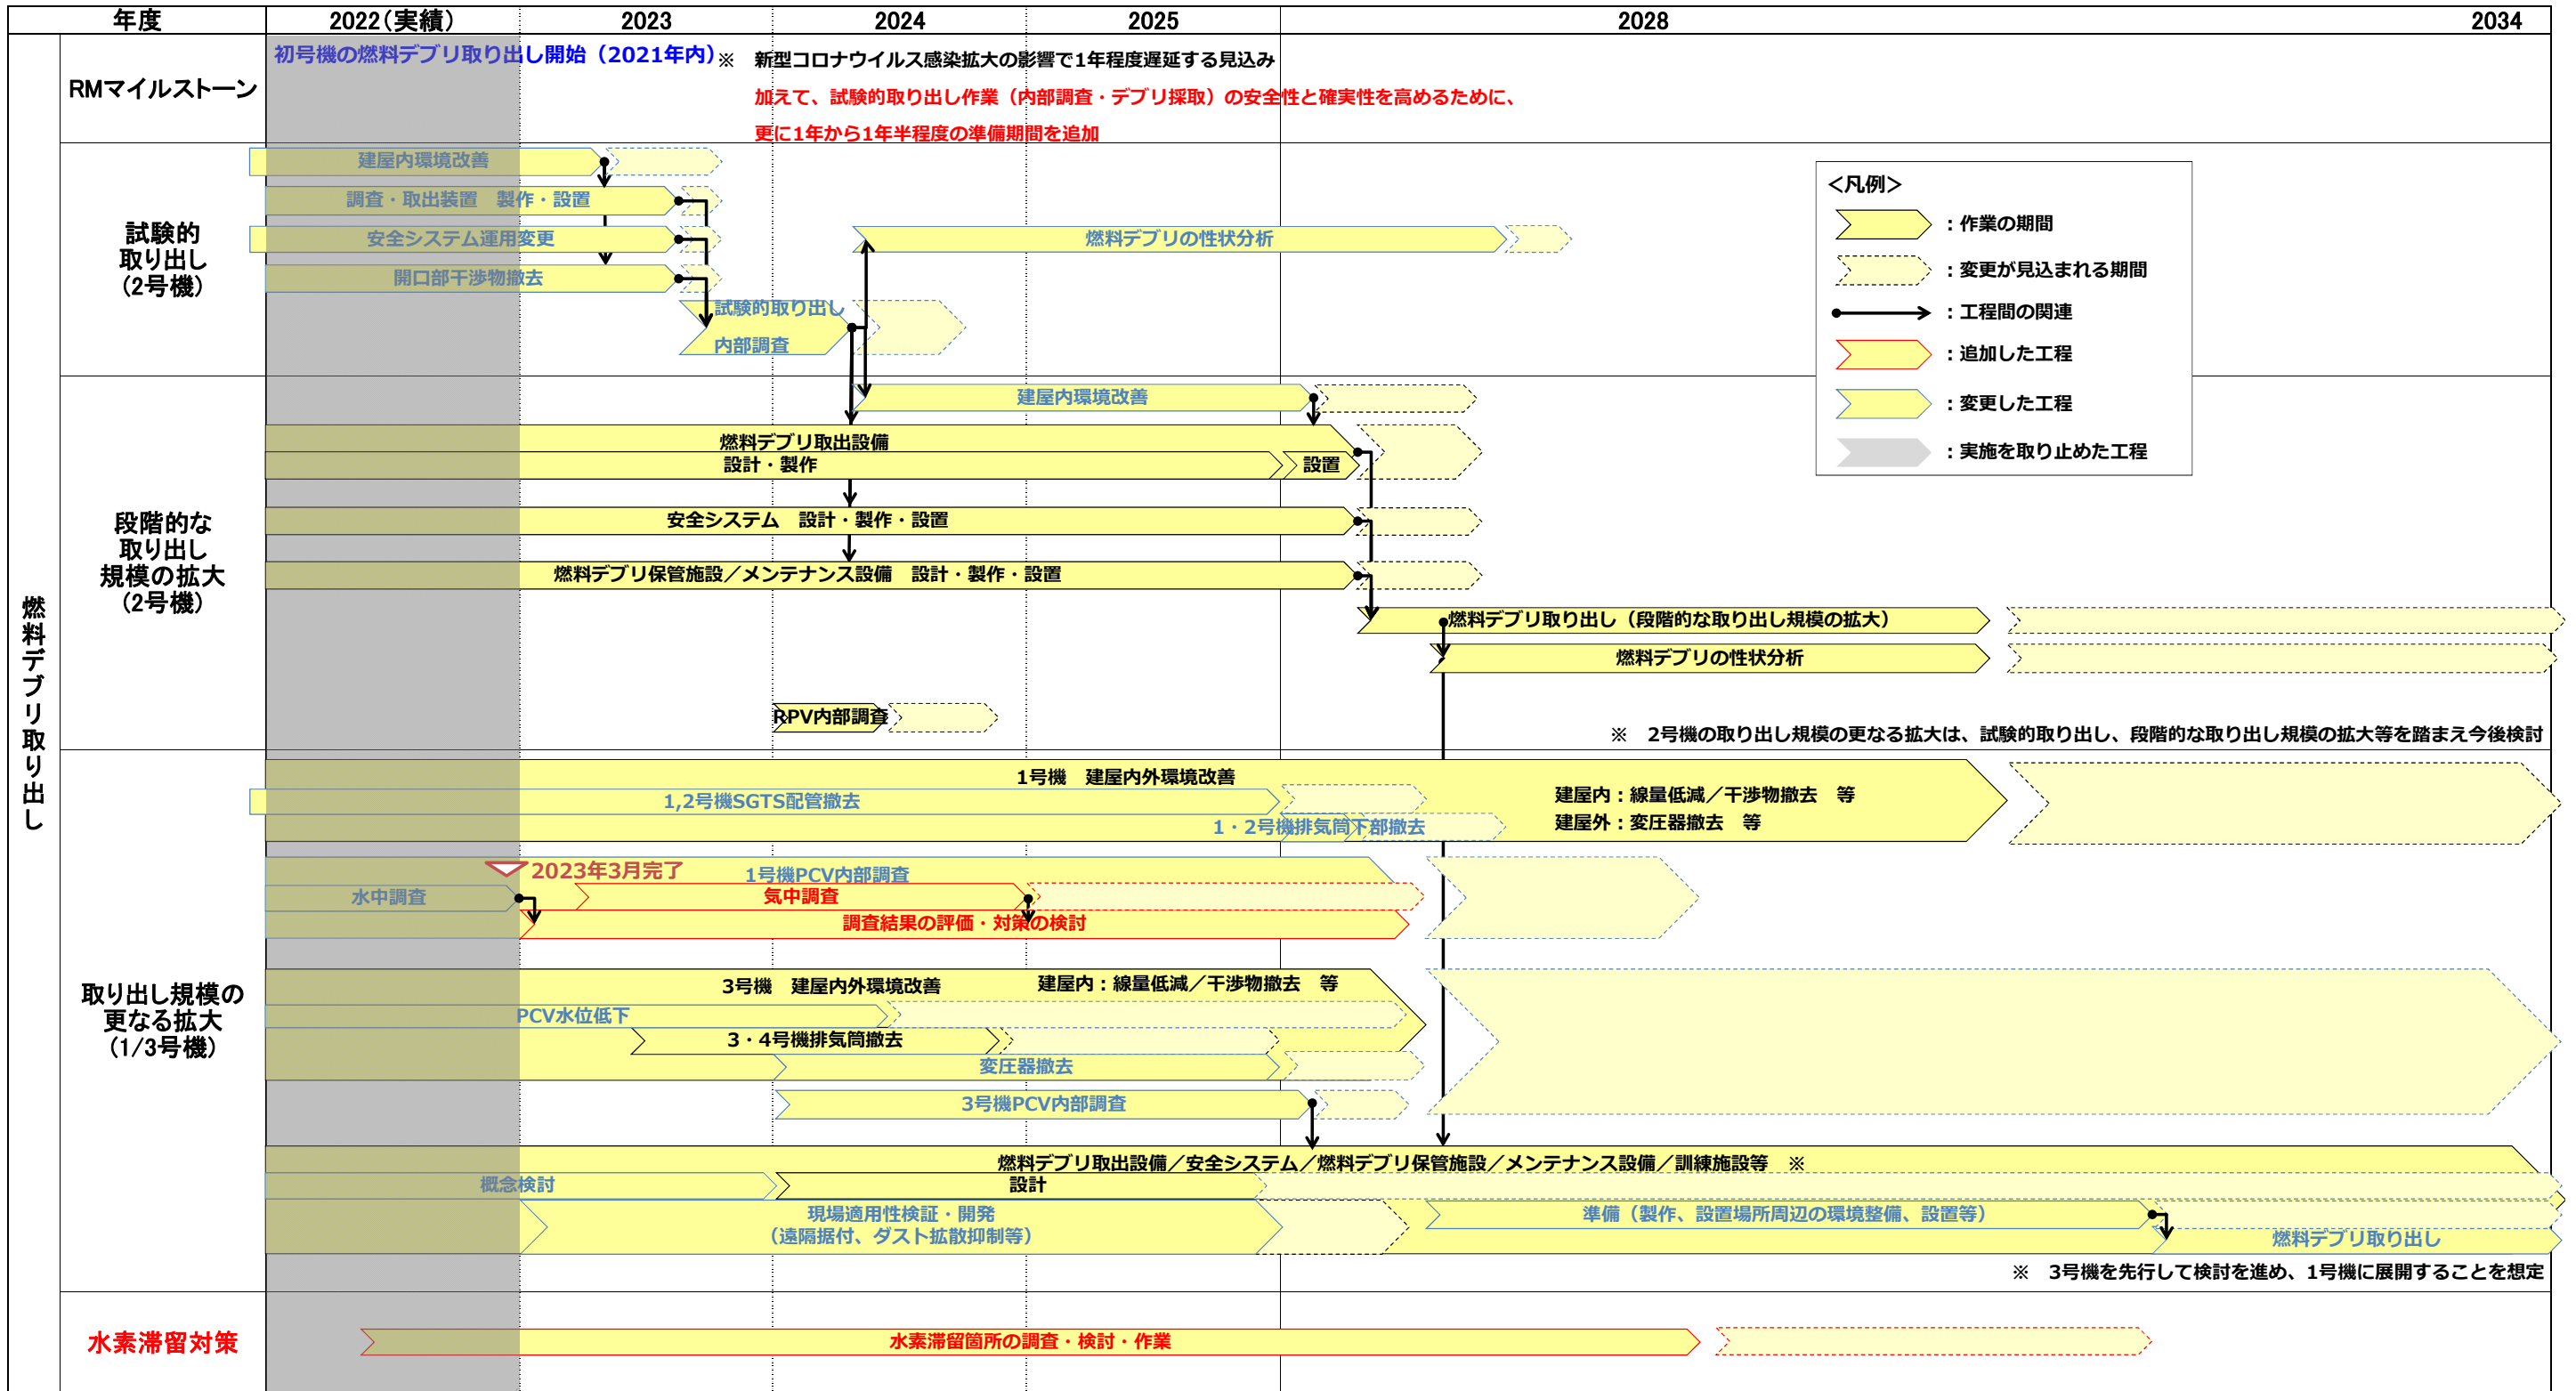 年度
2022（実績）
2023
2024
2025
2028
2034
燃料デブリ取り出し
RMマイルストーン
初号機の燃料デブリ取り出し開始（2021年内）
※　新型コロナウイルス感染拡大の影響で1年程度遅延する見込み
加えて、試験的取り出し作業（内部調査・デブリ採取）の安全性と確実性を高めるために、
更に1年から1年半程度の準備期間を追加
試験的
取り出し
（2号機）
建屋内環境改善
調査・取出装置　製作・設置
安全システム運用変更
開口部干渉物撤去
試験的取り出し
内部調査
燃料デブリの性状分析
＜凡例＞
：作業の期間
：変更が見込まれる期間
：工程間の関連
：追加した工程
：変更した工程
：実施を取り止めた工程
段階的な
取り出し
規模の拡大
（2号機）
建屋内環境改善
燃料デブリ取出設備
設計・製作
設置
安全システム　設計・製作・設置
燃料デブリ保管施設／メンテナンス設備　設計・製作・設置
燃料デブリ取り出し（段階的な取り出し規模の拡大）
燃料デブリの性状分析
RPV内部調査
※　2号機の取り出し規模の更なる拡大は、試験的取り出し、段階的な取り出し規模の拡大等を踏まえ今後検討
取り出し規模の
更なる拡大
（1/3号機）
1号機　建屋内外環境改善
1,2号機SGTS配管撤去
1・2号機排気筒下部撤去
建屋内：線量低減／干渉物撤去　等
建屋外：変圧器撤去　等
2023年3月完了
1号機PCV内部調査
水中調査
気中調査
調査結果の評価・対策の検討
3号機　建屋内外環境改善
建屋内：線量低減／干渉物撤去　等
PCV水位低下
3・4号機排気筒撤去
変圧器撤去
3号機PCV内部調査
燃料デブリ取出設備／安全システム／燃料デブリ保管施設／メンテナンス設備／訓練施設等　※
概念検討
設計
現場適用性検証・開発
（遠隔据付、ダスト拡散抑制等）
準備（製作、設置場所周辺の環境整備、設置等）
燃料デブリ取り出し
※　3号機を先行して検討を進め、1号機に展開することを想定
水素滞留対策
水素滞留箇所の調査・検討・作業